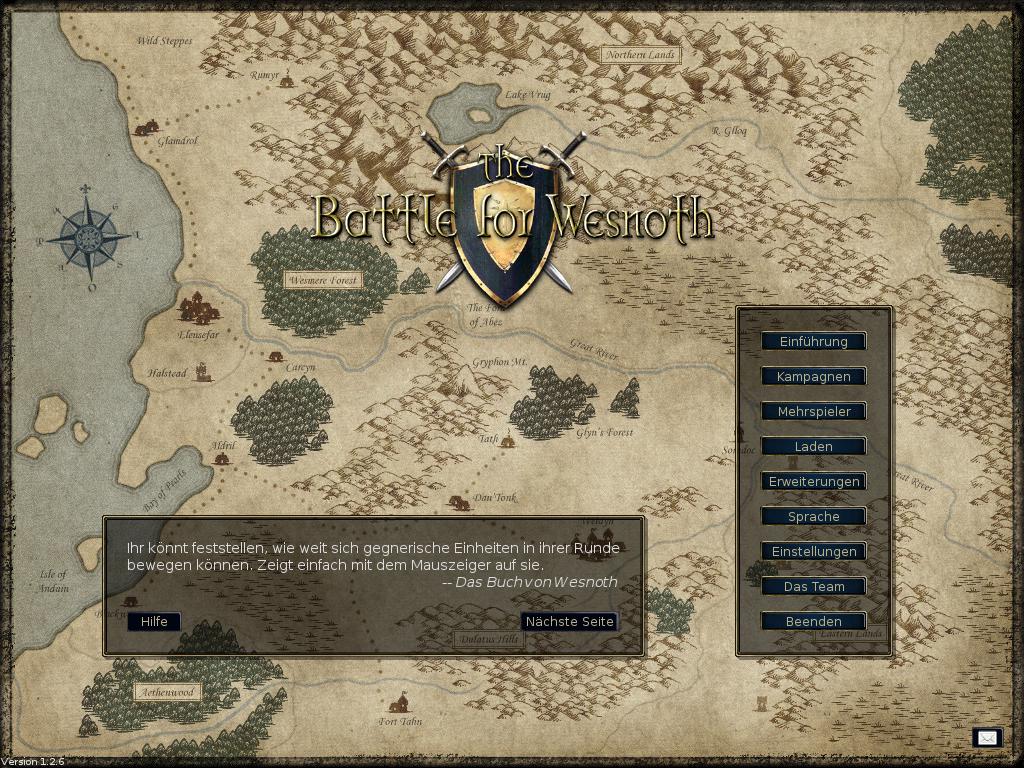 Wild Steppes
Northern Lands
Rumyr
Lake Vrug
R. Glloq
Glamdrol
The
Battle for Wesnoth
Wesmere Forest
Elensefar
of Abez
Great River
Carcyn
Gryphon Mt.
Halstead
Glyn's Forest
Tath
Aldril
Great River
Bay of Pearls
Dan'Tonk
Weldyn
Isle of
Andain
Dulatus Hills
Eastern Lands
Aethenwood
Fort Tahn
Einführung
Kampagnen
Mehrspieler
Laden
Erweiterungen
Sprache
Einstellungen
Das Team
Beenden
Ihr könnt feststellen, wie weit sich gegnerische Einheiten in ihrer Runde
bewegen können. Zeigt einfach mit dem Mauszeiger auf sie.
-- Das Buch von Wesnoth
Hilfe
Nächste Seite
Version 1.2.6